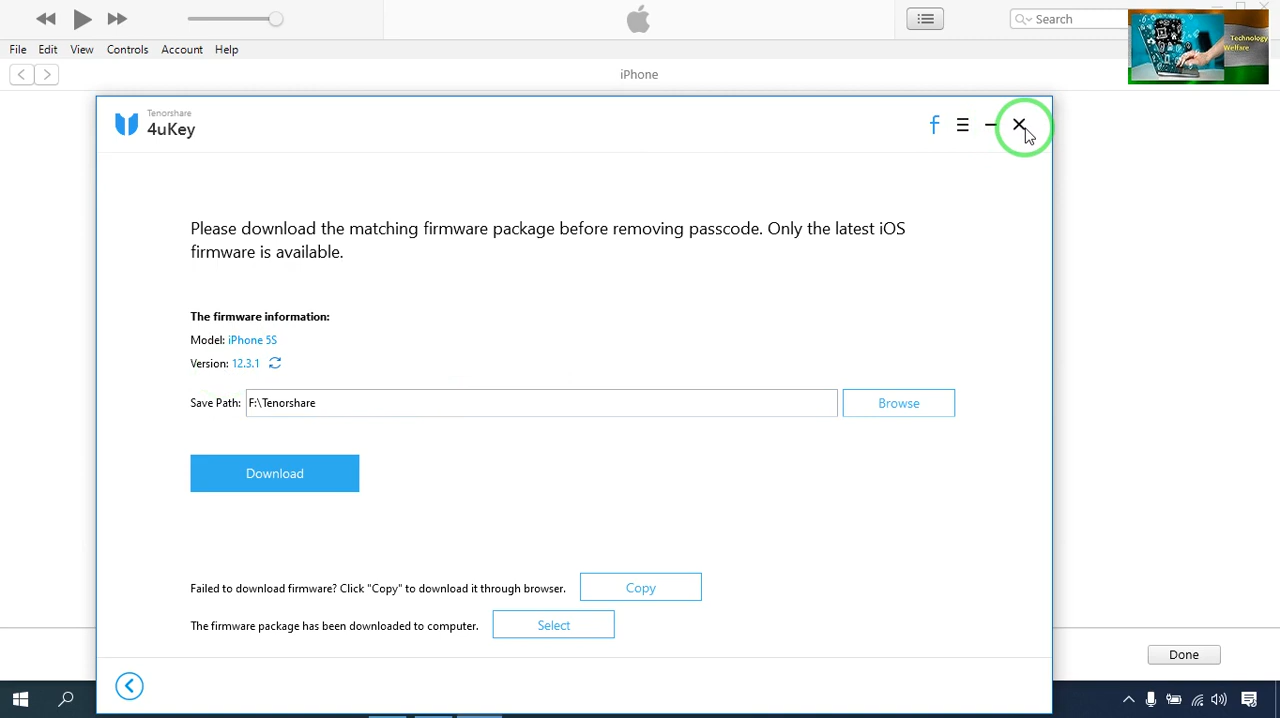 Search
Technology
Welfare
File Edit View Controls Account Help
iPhone
Tenorshare
4uKey
Please download the matching firmware package before removing passcode. Only the latest iOS
firmware is available.
The firmware information:
Model: iPhone 5S
Version: 12.3.1
Save Path: F:\Tenorshare Browse
Download
Failed to download firmware? Click "Copy" to download it through browser. Copy
The firmware package has been downloaded to computer. Select
Done